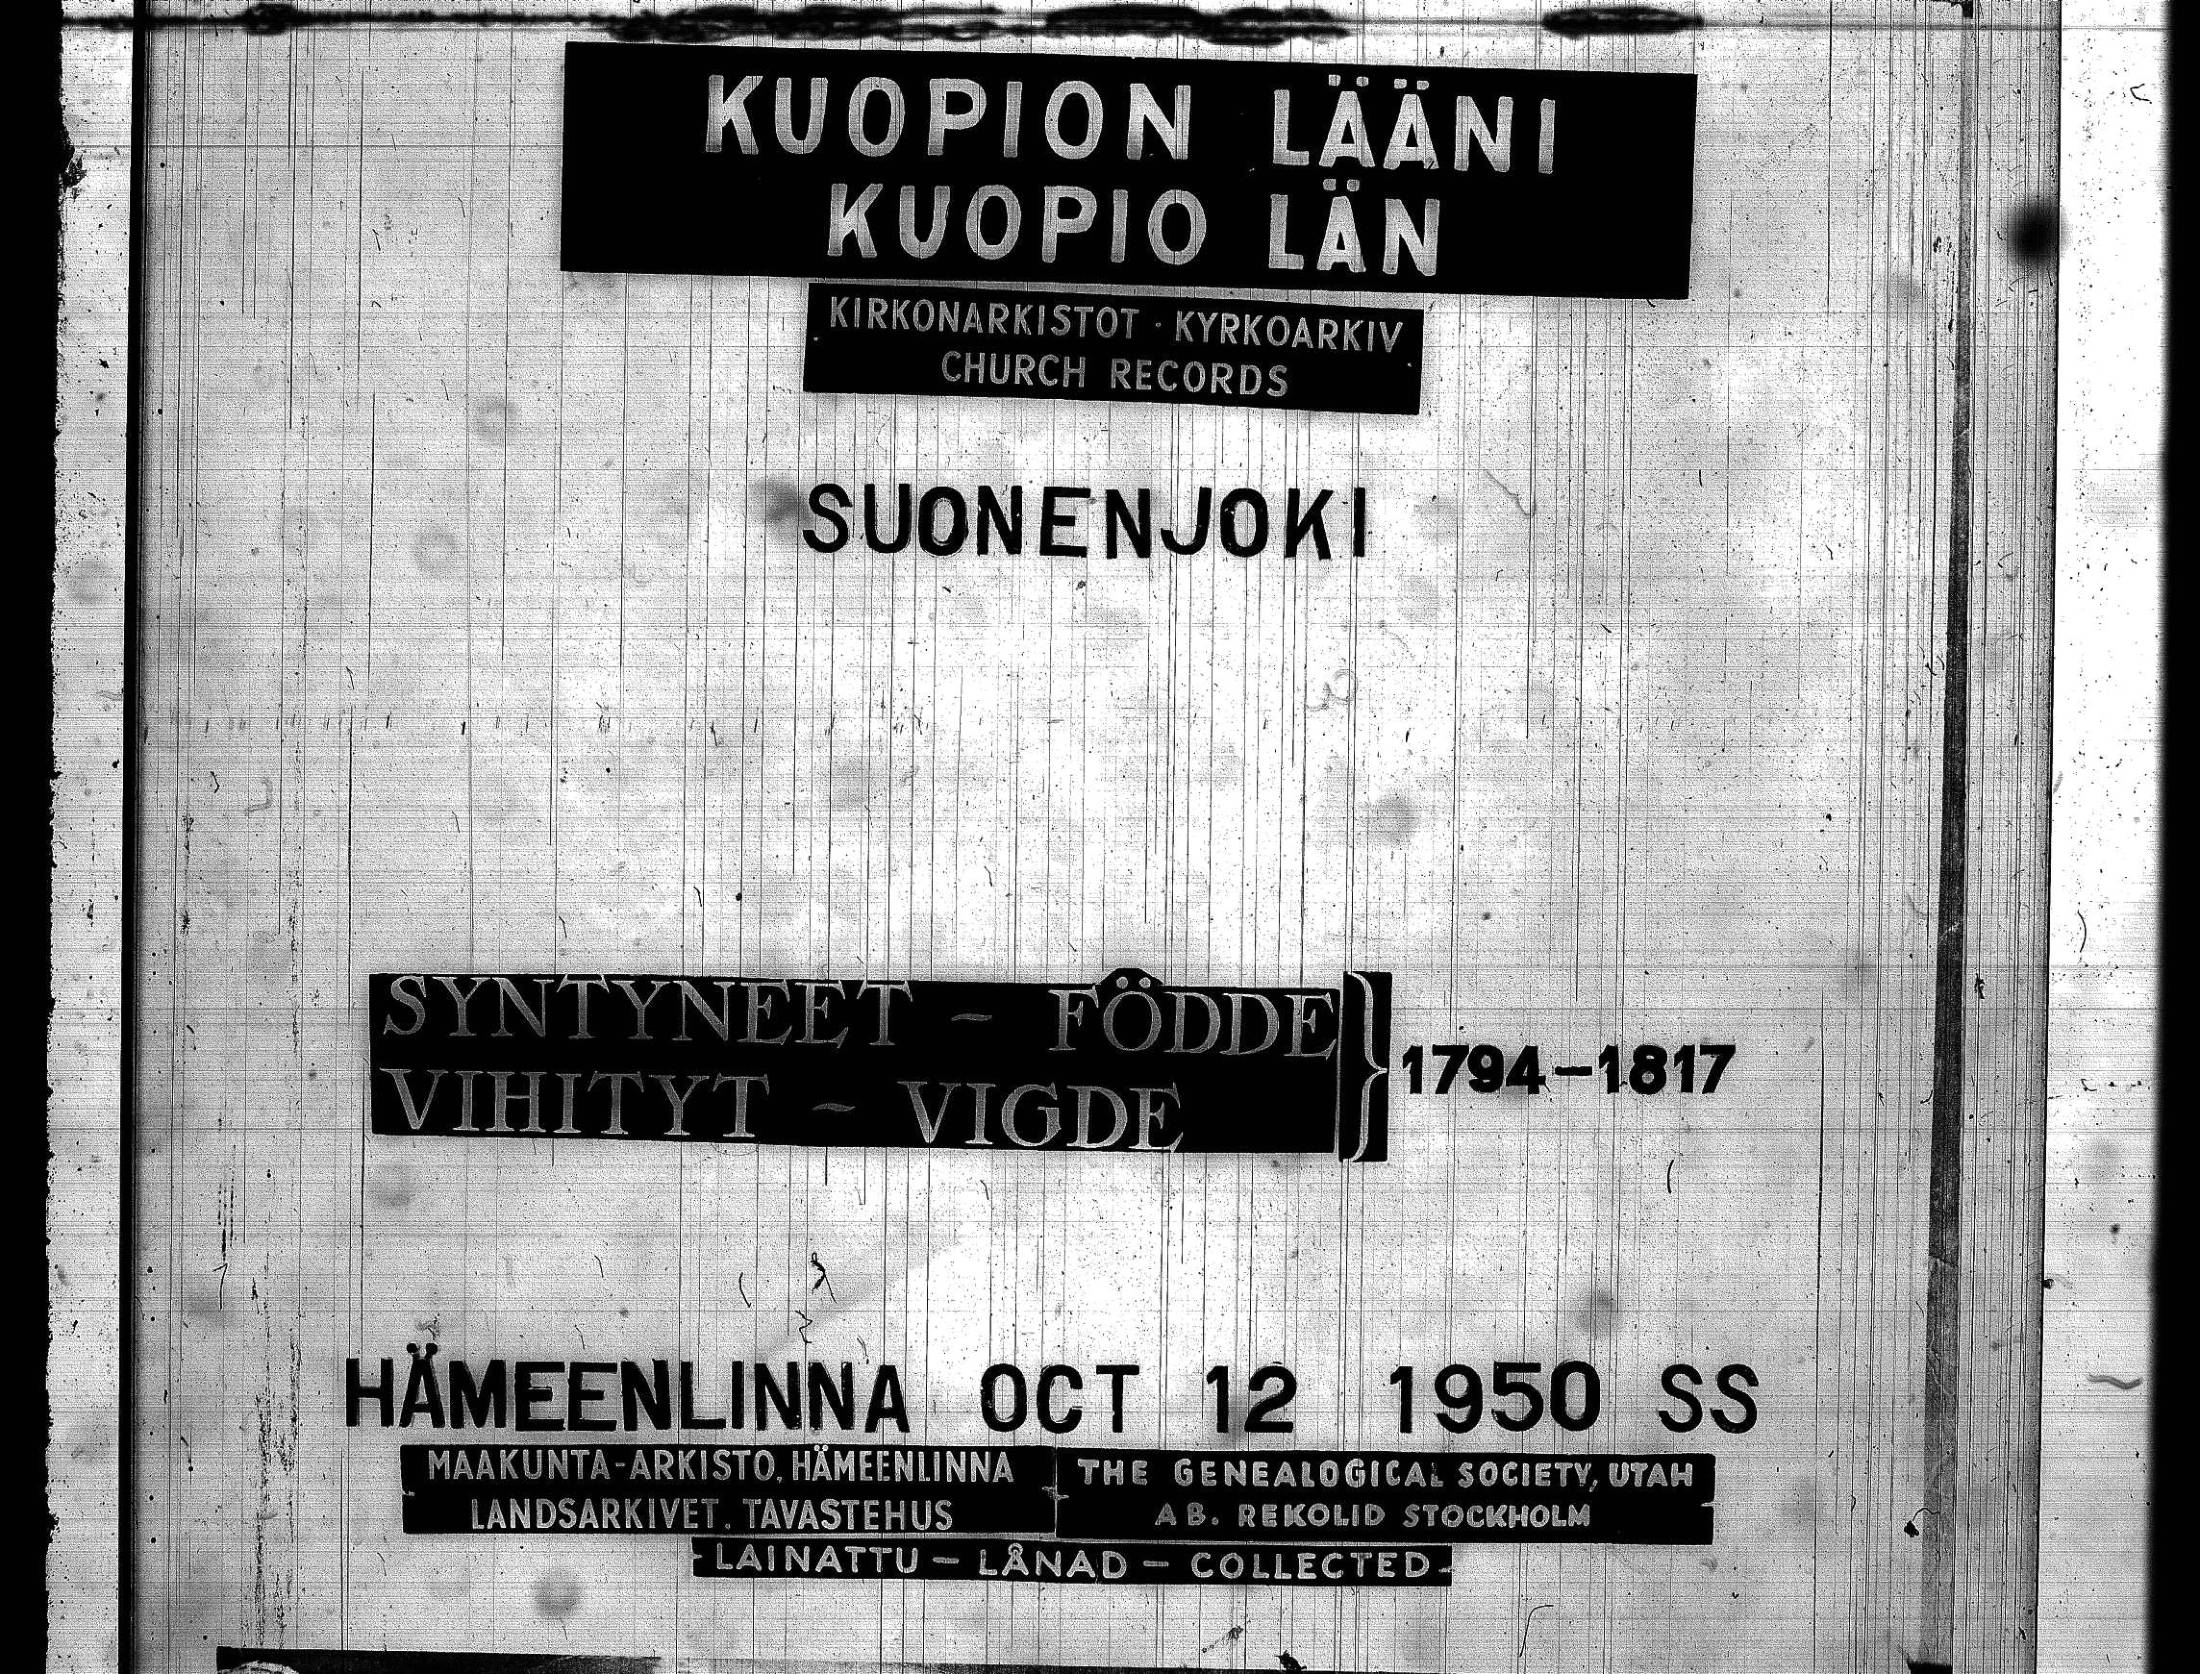 KUOPION LÄÄNI
KUOPIO LÄN
KIRKONARKISTOT · KYRKOARKIV
CHURCH RECORDS
SUONENJOKI
SYNTYNEET – FÖDDE
VIHITYT – VIGDE } 1794–1817
HÄMEENLINNA OCT 12 1950 SS
MAAKUNTA-ARKISTO, HÄMEENLINNA
LANDSARKIVET. TAVASTEHUS
THE GENEALOGICAL SOCIETY, UTAH
AB. REKOLID STOCKHOLM
LAINATTU – LÅNAD – COLLECTED